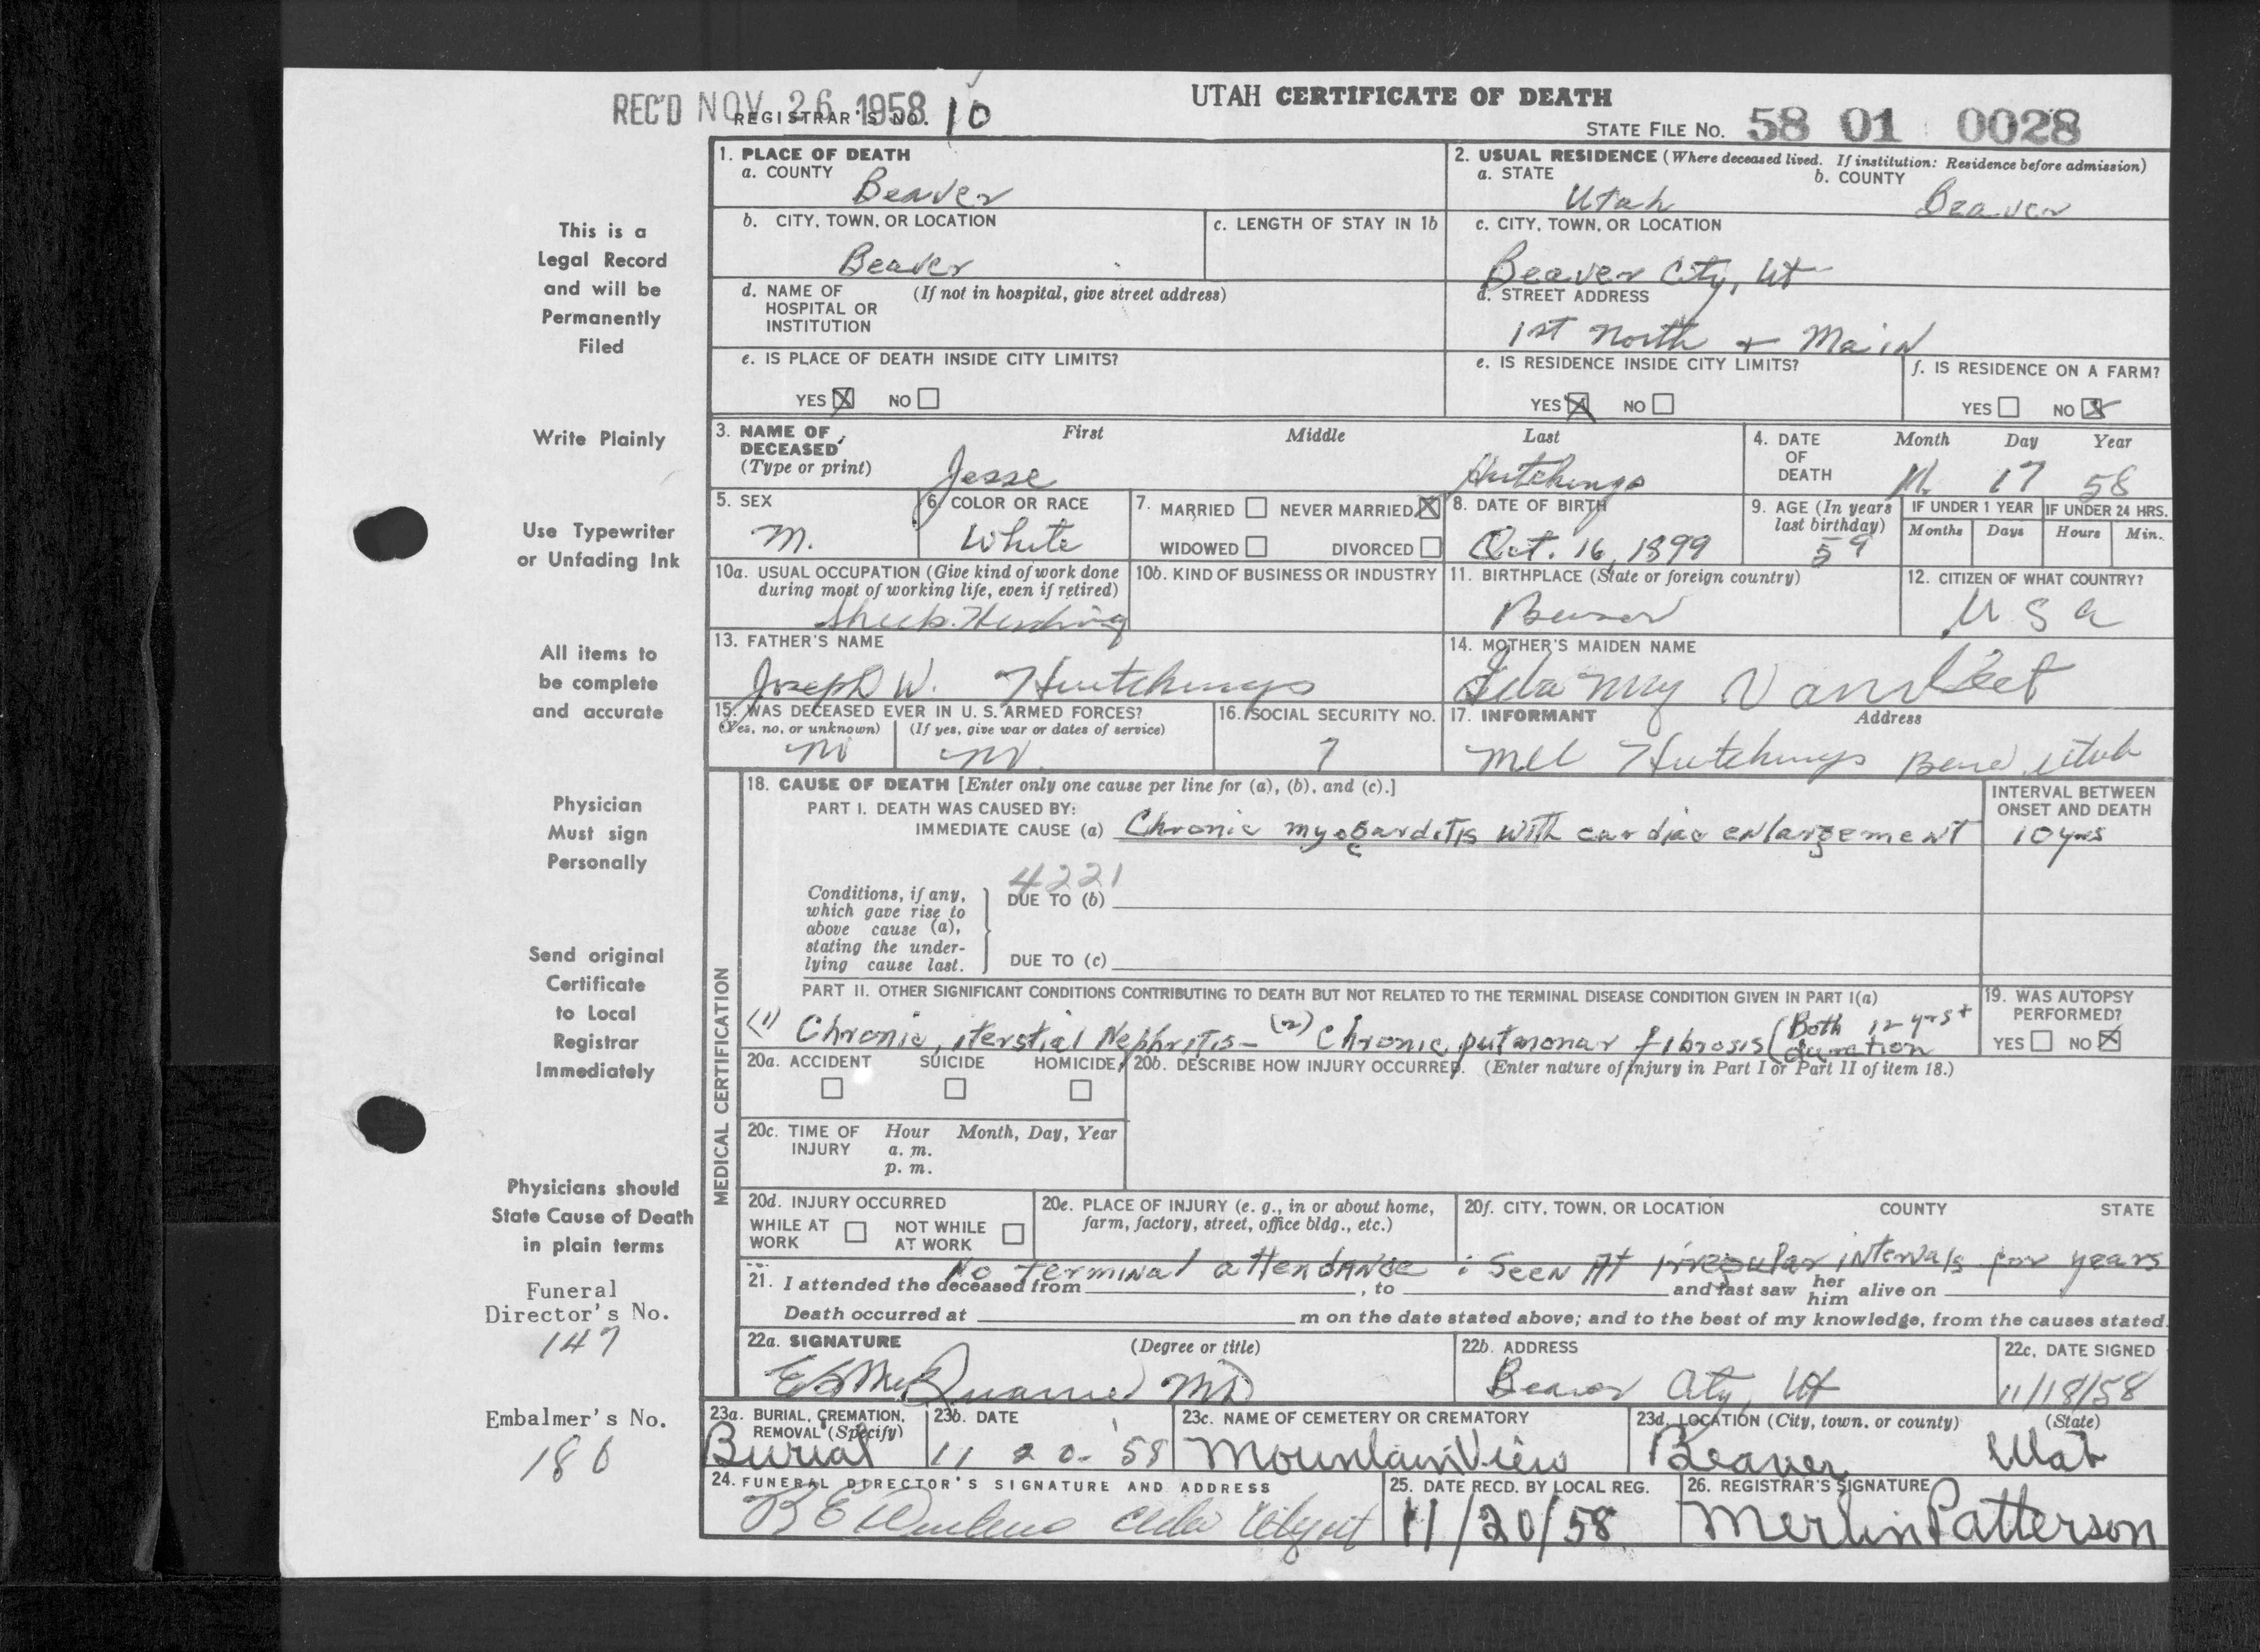 REC'D NOV 26 1958
REGISTRAR'S NO. 10
UTAH CERTIFICATE OF DEATH
STATE FILE No. 58 01 0028
This is a
Legal Record
and will be
Permanently
Filed
Write Plainly
Use Typewriter
or Unfading Ink
All items to
be complete
and accurate
Physician
Must sign
Personally
Send original
Certificate
to Local
Registrar
Immediately
Physicians should
State Cause of Death
in plain terms
Funeral
Director's No.
147
Embalmer's No.
186
1. PLACE OF DEATH
a. COUNTY
Beaver
2. USUAL RESIDENCE (Where deceased lived. If institution: Residence before admission)
a. STATE
Utah
b. COUNTY
Beaver
b. CITY, TOWN, OR LOCATION
Beaver
c. LENGTH OF STAY IN 1b
c. CITY, TOWN, OR LOCATION
Beaver City, Ut
d. NAME OF (If not in hospital, give street address)
HOSPITAL OR
INSTITUTION
d. STREET ADDRESS
1st North + Main
e. IS PLACE OF DEATH INSIDE CITY LIMITS?
YES X NO
e. IS RESIDENCE INSIDE CITY LIMITS?
YES X NO
f. IS RESIDENCE ON A FARM?
YES NO X
3. NAME OF DECEASED (Type or print)
First Middle Last
Jesse Hutchings
4. DATE OF DEATH
Month Day Year
11 17 58
5. SEX
M.
6. COLOR OR RACE
White
7. MARRIED NEVER MARRIED X
WIDOWED DIVORCED
8. DATE OF BIRTH
Oct. 16, 1899
9. AGE (In years last birthday)
59
IF UNDER 1 YEAR
Months Days
IF UNDER 24 HRS.
Hours Min.
10a. USUAL OCCUPATION (Give kind of work done
during most of working life, even if retired)
Sheep Herding
10b. KIND OF BUSINESS OR INDUSTRY
11. BIRTHPLACE (State or foreign country)
Beaver
12. CITIZEN OF WHAT COUNTRY?
U S a
13. FATHER'S NAME
Joseph W. Hutchings
14. MOTHER'S MAIDEN NAME
May
15. WAS DECEASED EVER IN U. S. ARMED FORCES?
(Yes, no, or unknown) (If yes, give war or dates of service)
no no
16. SOCIAL SECURITY NO.
?
17. INFORMANT Address
Mel Hutchings Utah
MEDICAL CERTIFICATION
18. CAUSE OF DEATH [Enter only one cause per line for (a), (b), and (c).]
PART I. DEATH WAS CAUSED BY:
IMMEDIATE CAUSE (a) Chronic myocarditis with cardiac enlargement
INTERVAL BETWEEN
ONSET AND DEATH
10 yrs
4221
Conditions, if any,
which gave rise to
above cause (a),
stating the under-
lying cause last.
DUE TO (b)
DUE TO (c)
PART II. OTHER SIGNIFICANT CONDITIONS CONTRIBUTING TO DEATH BUT NOT RELATED TO THE TERMINAL DISEASE CONDITION GIVEN IN PART I(a)
(1) Chronic iterstial Nephritis - (2) Chronic pulmonar fibrosis (Both 12 yrs +
duration
19. WAS AUTOPSY
PERFORMED?
YES NO X
20a. ACCIDENT SUICIDE HOMICIDE
20b. DESCRIBE HOW INJURY OCCURRED. (Enter nature of injury in Part I or Part II of item 18.)
20c. TIME OF INJURY
Hour Month, Day, Year
a. m.
p. m.
20d. INJURY OCCURRED
WHILE AT WORK NOT WHILE AT WORK
20e. PLACE OF INJURY (e. g., in or about home,
farm, factory, street, office bldg., etc.)
20f. CITY, TOWN, OR LOCATION COUNTY STATE
No terminal attendance : Seen At irregular intervals for years
21. I attended the deceased from , to and last saw her him alive on
Death occurred at m on the date stated above; and to the best of my knowledge, from the causes stated.
22a. SIGNATURE (Degree or title)
McQuarrie MD
22b. ADDRESS
Beaver City, Ut
22c. DATE SIGNED
11/18/58
23a. BURIAL, CREMATION,
REMOVAL (Specify)
Burial
23b. DATE
11 20 - '58
23c. NAME OF CEMETERY OR CREMATORY
Mountain View
23d. LOCATION (City, town, or county) (State)
Beaver Utah
24. FUNERAL DIRECTOR'S SIGNATURE AND ADDRESS
25. DATE RECD. BY LOCAL REG.
11/20/58
26. REGISTRAR'S SIGNATURE
Merlin Patterson